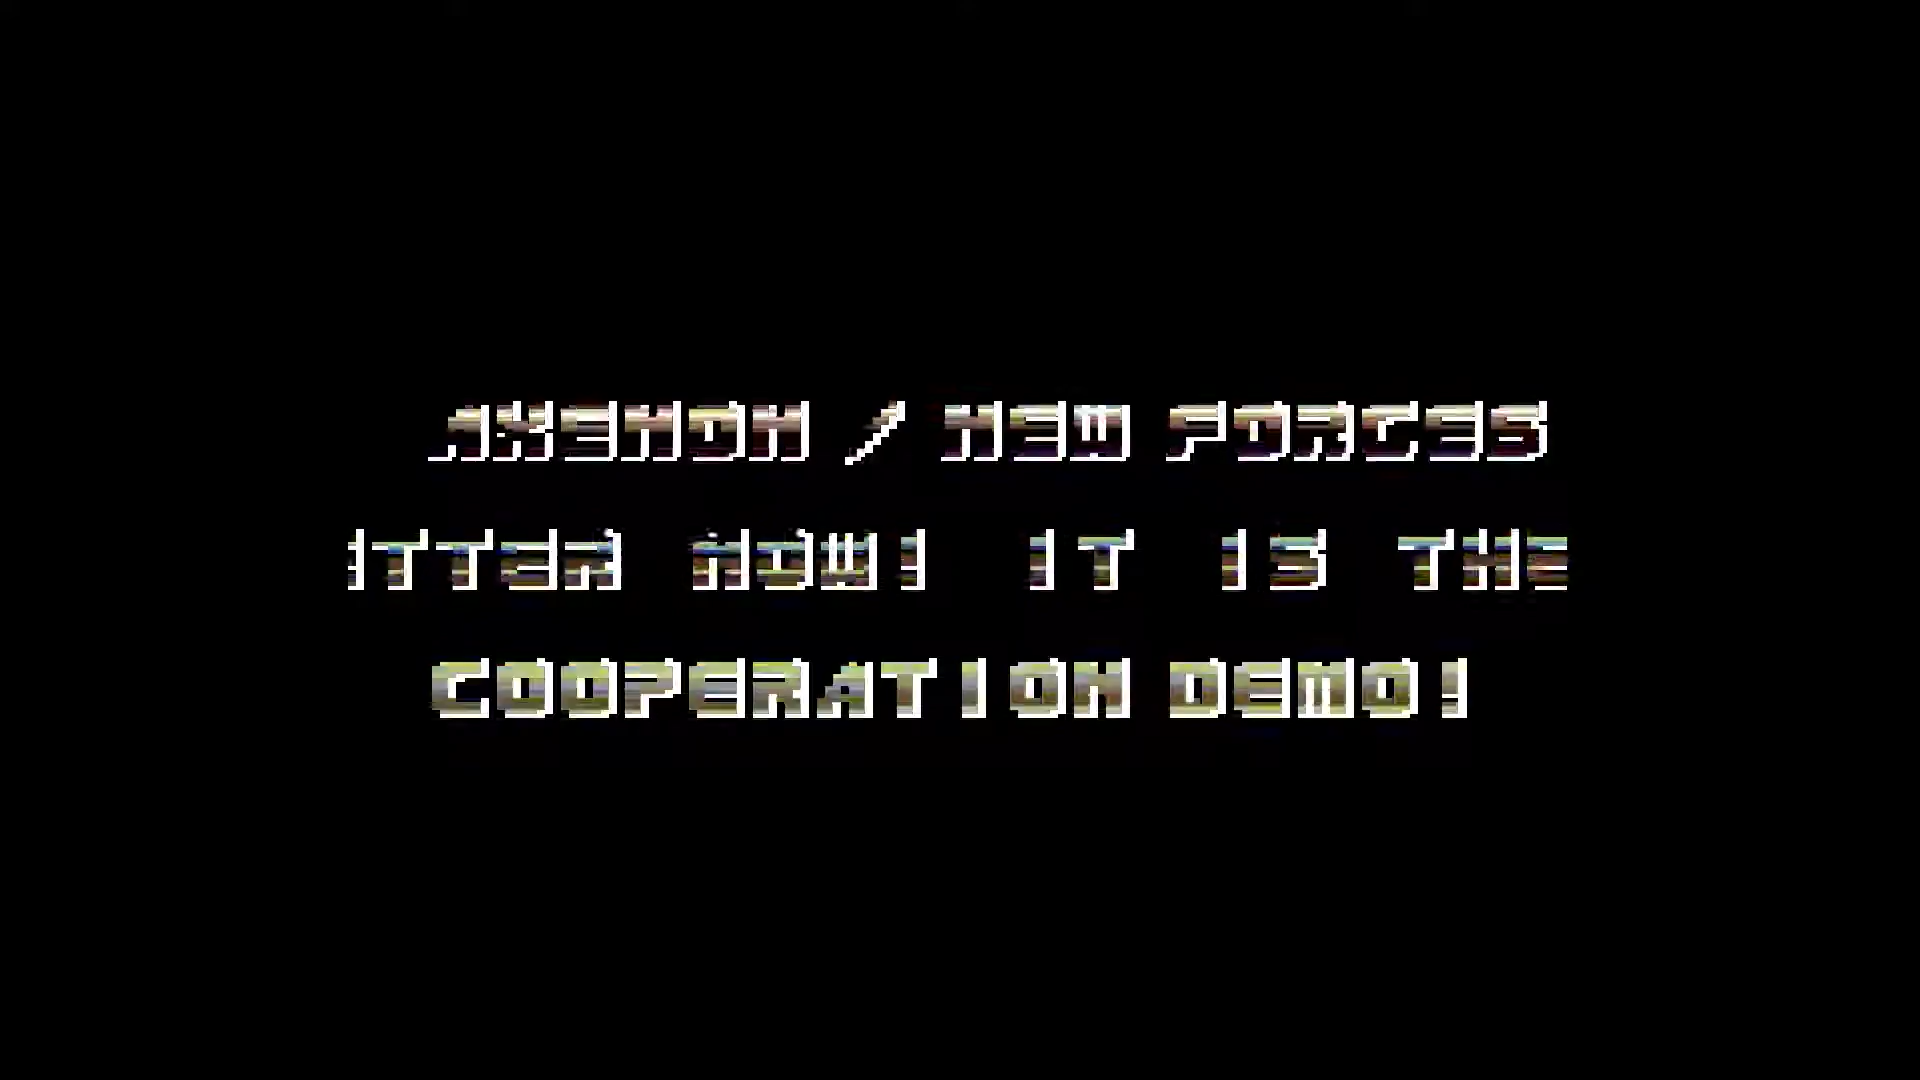 AXENON / NEW FORCES
ITTER NOW! IT IS THE
COOPERATION DEMO!